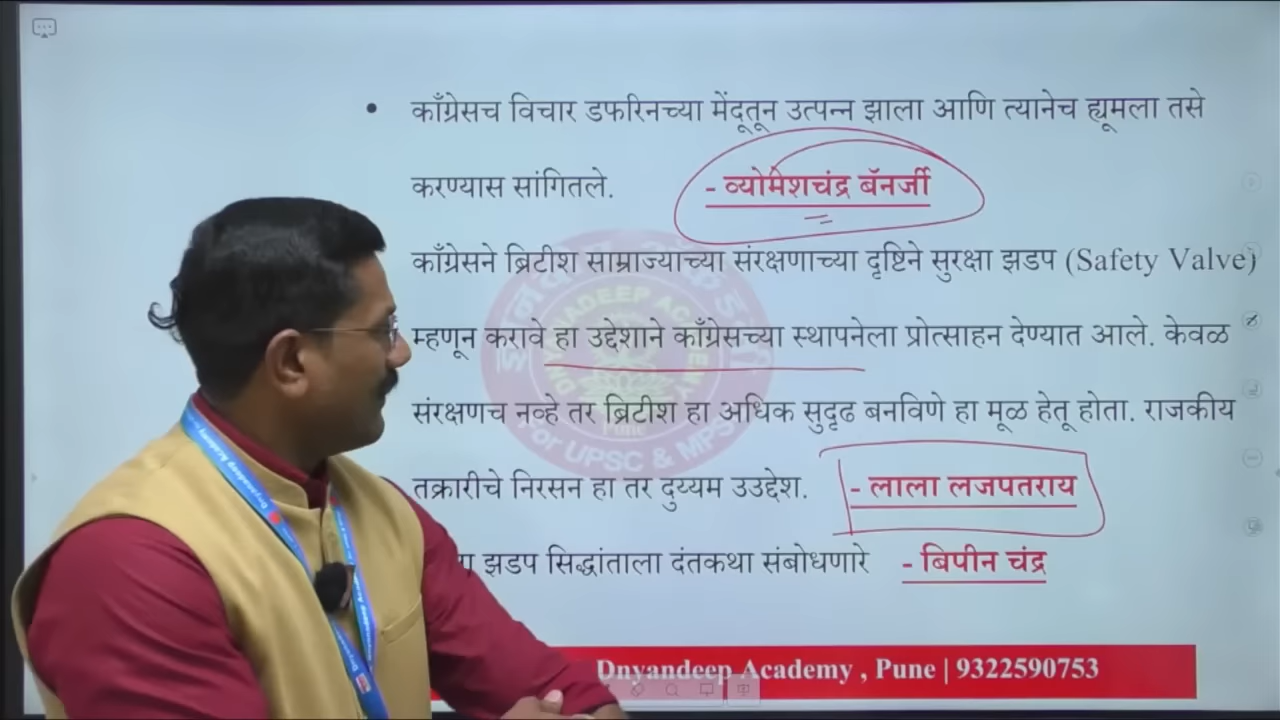 • काँग्रेसच विचार डफरिनच्या मेंदूतून उत्पन्न झाला आणि त्यानेच ह्यूमला तसे
करण्यास सांगितले. - व्योमेशचंद्र बॅनर्जी
काँग्रेसने ब्रिटीश साम्राज्याच्या संरक्षणाच्या दृष्टिने सुरक्षा झडप (Safety Valve)
म्हणून करावे हा उद्देशाने काँग्रेसच्या स्थापनेला प्रोत्साहन देण्यात आले. केवळ
संरक्षणच नव्हे तर ब्रिटीश हा अधिक सुदृढ बनविणे हा मूळ हेतू होता. राजकीय
तक्रारीचे निरसन हा तर दुय्यम उउद्देश. - लाला लजपतराय
झडप सिद्धांताला दंतकथा संबोधणारे - बिपीन चंद्र
Dnyandeep Academy , Pune | 9322590753